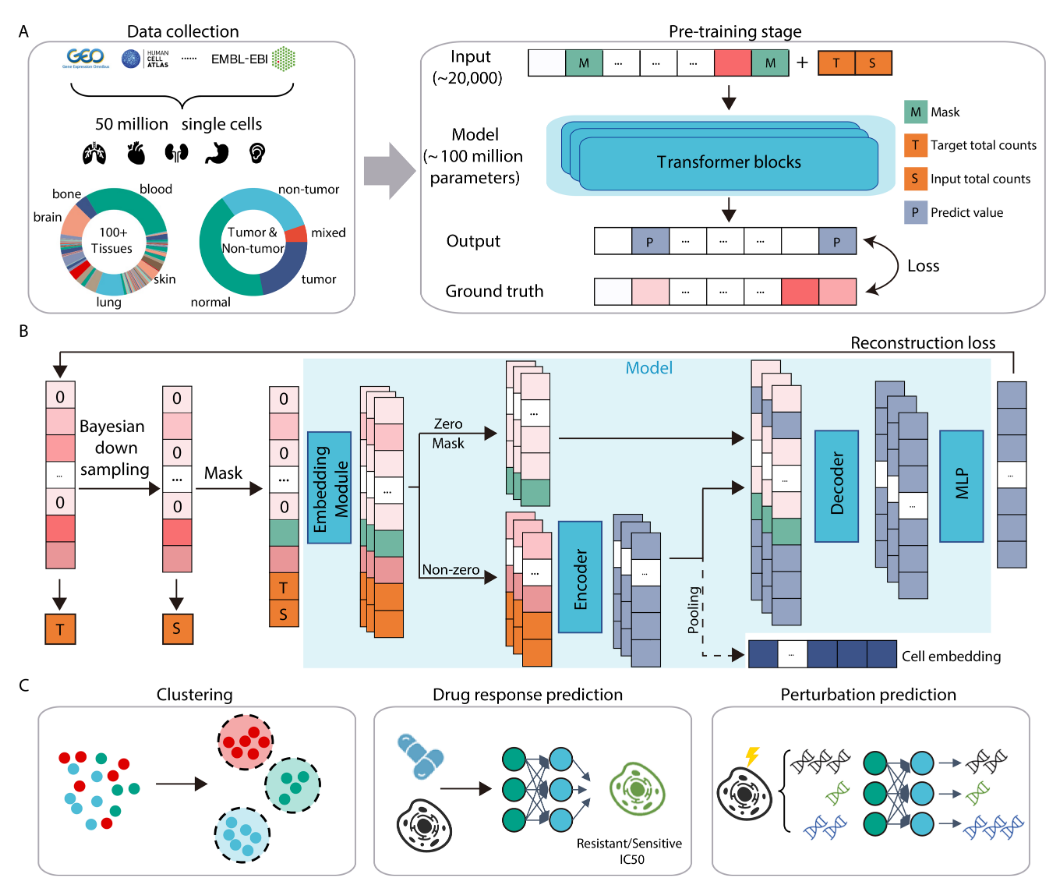 A
Data collection
GEO
Gene Expression Omnibus
HUMAN
CELL
ATLAS
......
EMBL-EBI
50 million single cells
bone
blood
brain
100+
Tissues
skin
lung
non-tumor
Tumor &
Non-tumor
mixed
tumor
normal
Pre-training stage
Input
(~20,000)
M
...
...
...
M
+
T
S
Model
(~100 million
parameters)
Transformer blocks
M
Mask
T
Target total counts
S
Input total counts
P
Predict value
Output
P
...
...
...
P
Loss
Ground truth
...
...
...
B
Reconstruction loss
Model
0
...
0
T
Bayesian
down
sampling
0
0
...
0
S
Mask
0
0
...
0
T
S
Embedding
Module
...
Zero
Mask
...
Non-zero
...
Encoder
...
Pooling
...
Decoder
...
MLP
...
...
Cell embedding
C
Clustering
Drug response prediction
Resistant/Sensitive
IC50
Perturbation prediction